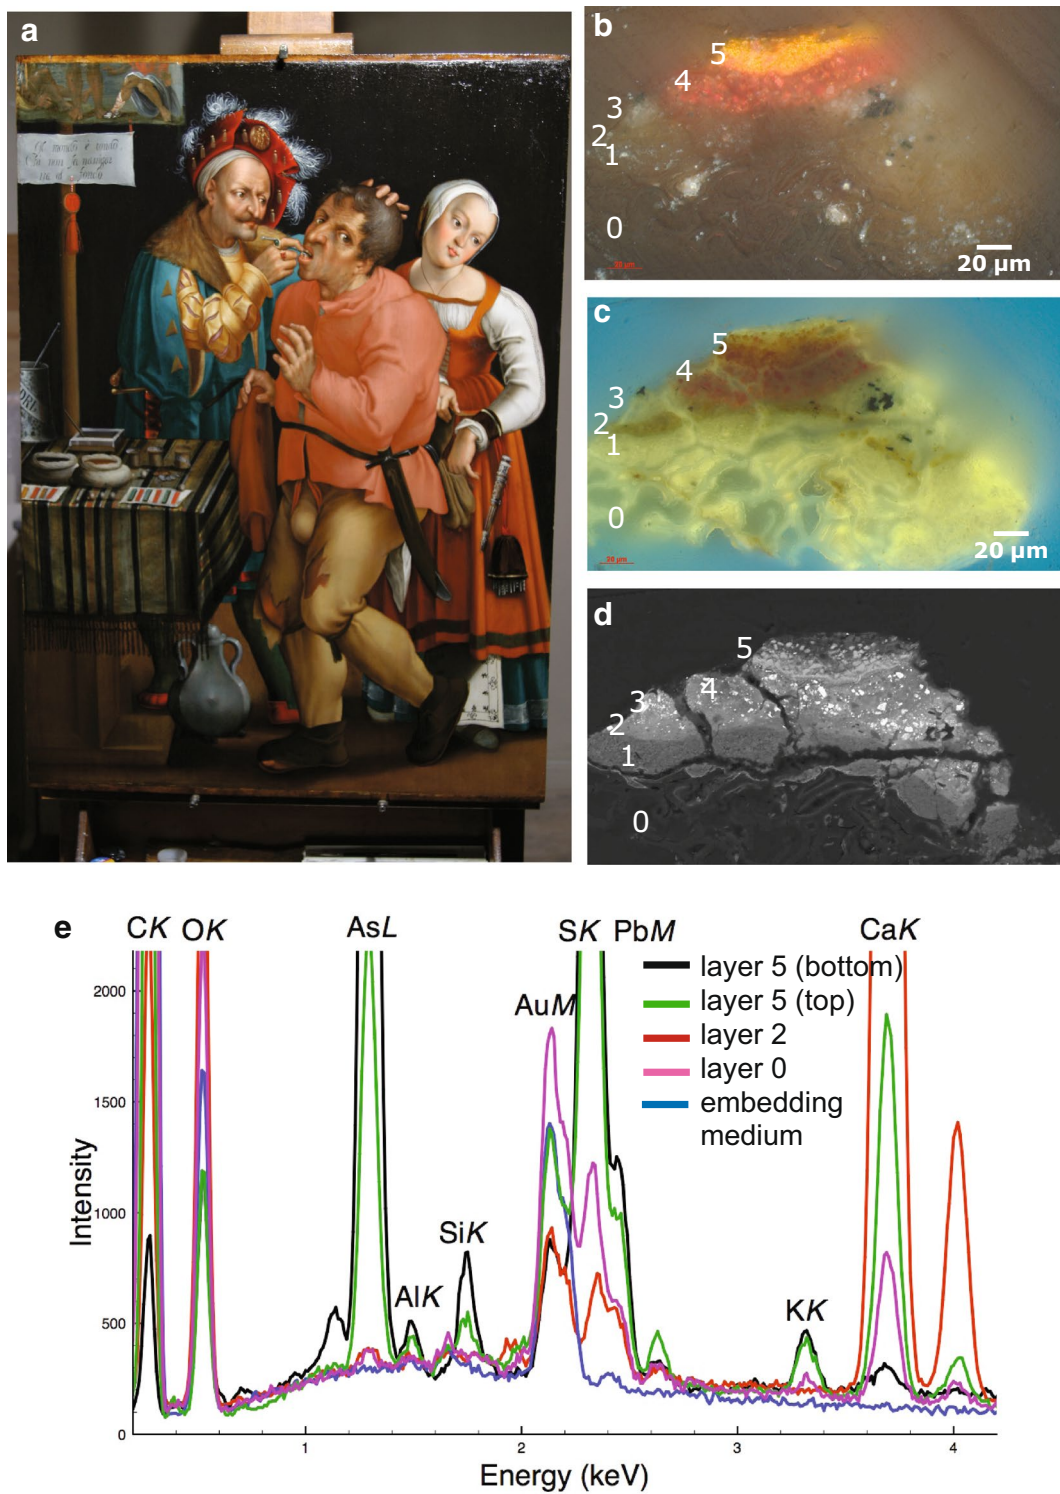 a
b
5
4
3
2
1
0
20 µm
c
5
4
3
2
1
0
20 µm
d
5
4
3
2
1
0
e
CK
OK
AsL
SK
PbM
CaK
layer 5 (bottom)
layer 5 (top)
layer 2
layer 0
embedding
medium
AuM
SiK
AlK
KK
2000
1500
1000
500
0
Intensity
1
2
3
4
Energy (keV)